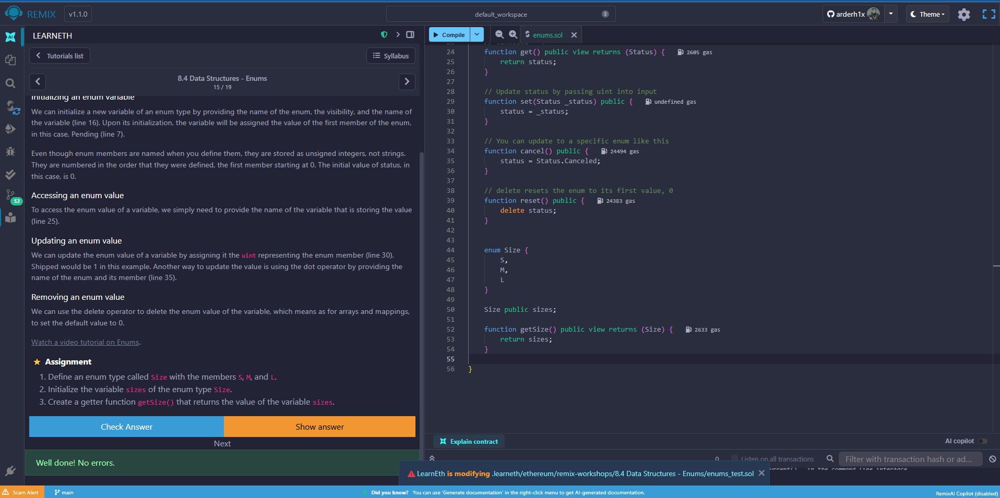 REMIX
v1.1.0
default_workspace
arderh1x
Theme
LEARNETH
Tutorials list
Syllabus
8.4 Data Structures - Enums
15 / 19
Initializing an enum variable
We can initialize a new variable of an enum type by providing the name of the enum, the visibility, and the name of
the variable (line 16). Upon its initialization, the variable will be assigned the value of the first member of the enum,
in this case, Pending (line 7).
Even though enum members are named when you define them, they are stored as unsigned integers, not strings.
They are numbered in the order that they were defined, the first member starting at 0. The initial value of status, in
this case, is 0.
Accessing an enum value
To access the enum value of a variable, we simply need to provide the name of the variable that is storing the value
(line 25).
Updating an enum value
We can update the enum value of a variable by assigning it the uint representing the enum member (line 30).
Shipped would be 1 in this example. Another way to update the value is using the dot operator by providing the
name of the enum and its member (line 35).
Removing an enum value
We can use the delete operator to delete the enum value of the variable, which means as for arrays and mappings,
to set the default value to 0.
Watch a video tutorial on Enums.
Assignment
1. Define an enum type called Size with the members S, M, and L.
2. Initialize the variable sizes of the enum type Size.
3. Create a getter function getSize() that returns the value of the variable sizes.
Check Answer
Show answer
Next
Well done! No errors.
AI
53
Compile
enums.sol
24 function get() public view returns (Status) { 2605 gas
25 return status;
26 }
27
28 // Update status by passing uint into input
29 function set(Status _status) public { undefined gas
30 status = _status;
31 }
32
33 // You can update to a specific enum like this
34 function cancel() public { 24494 gas
35 status = Status.Canceled;
36 }
37
38 // delete resets the enum to its first value, 0
39 function reset() public { 24383 gas
40 delete status;
41 }
42
43
44 enum Size {
45 S,
46 M,
47 L
48 }
49
50 Size public sizes;
51
52 function getSize() public view returns (Size) { 2633 gas
53 return sizes;
54 }
55
56 }
Explain contract
AI copilot
0
Listen on all transactions
Filter with transaction hash or ad...
in the command line interface
LearnEth is modifying .learneth/ethereum/remix-workshops/8.4 Data Structures - Enums/enums_test.sol
Scam Alert
main
Did you know? You can use 'Generate documentation' in the right-click menu to get AI-generated documentation.
RemixAI Copilot (disabled)